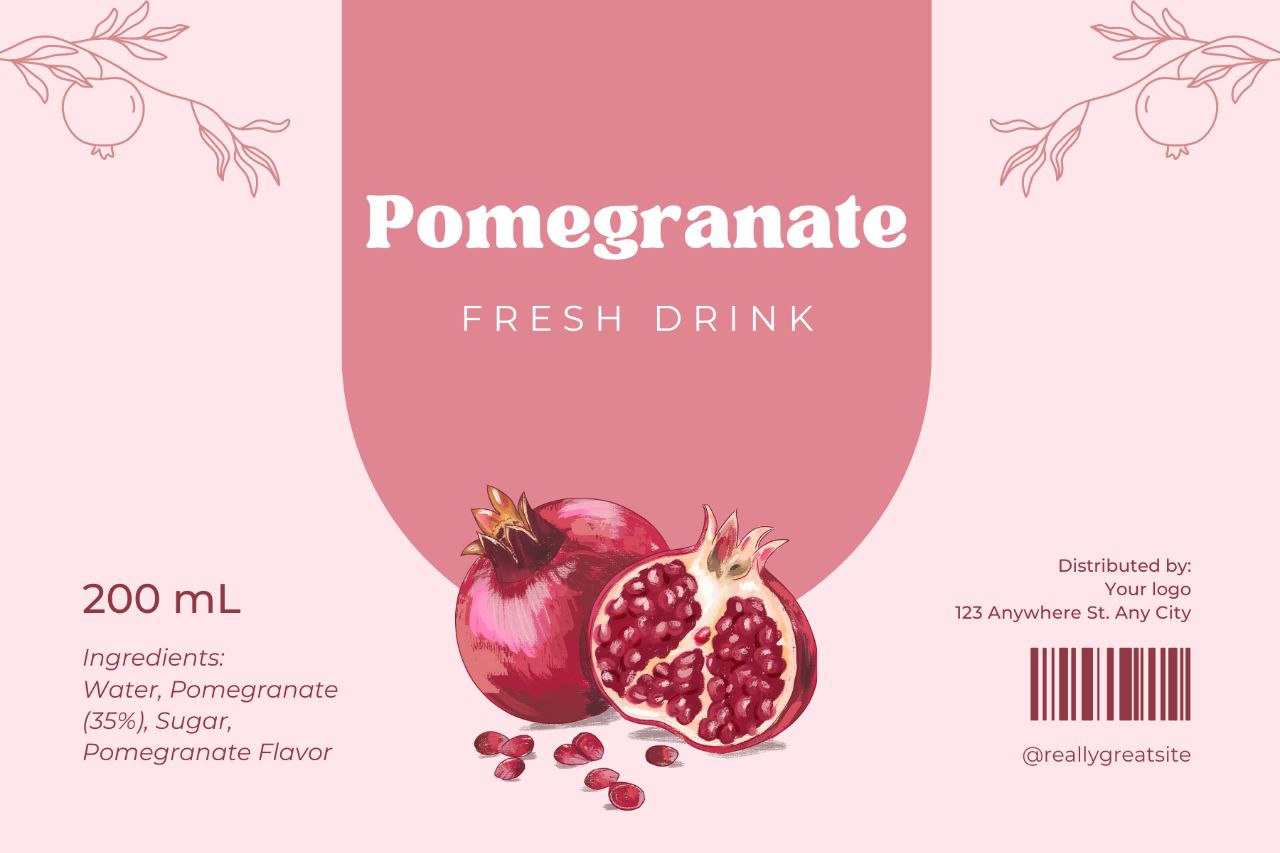 Pomegranate
FRESH DRINK
200 mL
Ingredients:
Water, Pomegranate
(35%), Sugar,
Pomegranate Flavor
Distributed by:
Your logo
123 Anywhere St. Any City
@reallygreatsite